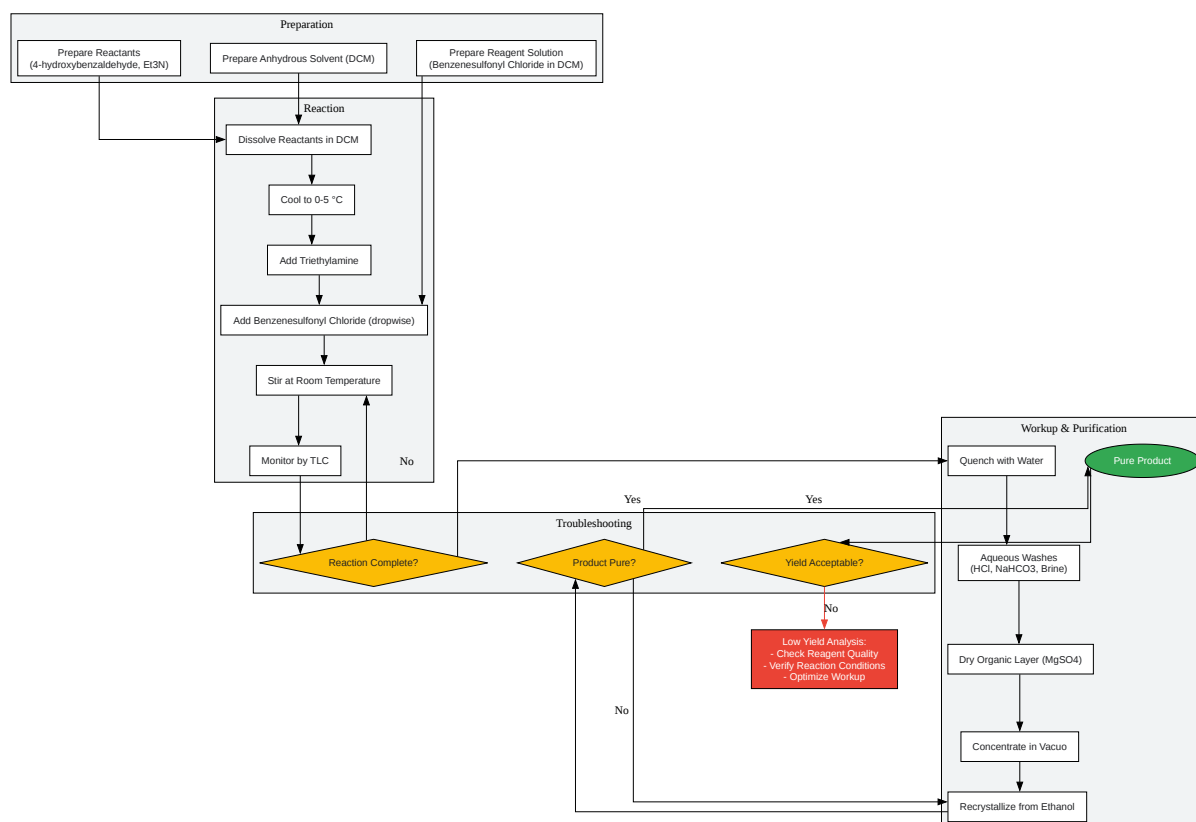 Preparation
Prepare Reactants
(4-hydroxybenzaldehyde, Et3N)
Prepare Anhydrous Solvent (DCM)
Prepare Reagent Solution
(Benzenesulfonyl Chloride in DCM)
Reaction
Dissolve Reactants in DCM
Cool to 0-5 °C
Add Triethylamine
Add Benzenesulfonyl Chloride (dropwise)
Stir at Room Temperature
Monitor by TLC
No
Workup & Purification
Quench with Water
Pure Product
Yes
Yes
Troubleshooting
Reaction Complete?
Product Pure?
Yield Acceptable?
Aqueous Washes
(HCl, NaHCO3, Brine)
No
Low Yield Analysis:
- Check Reagent Quality
- Verify Reaction Conditions
- Optimize Workup
Dry Organic Layer (MgSO4)
No
Concentrate in Vacuo
Recrystallize from Ethanol